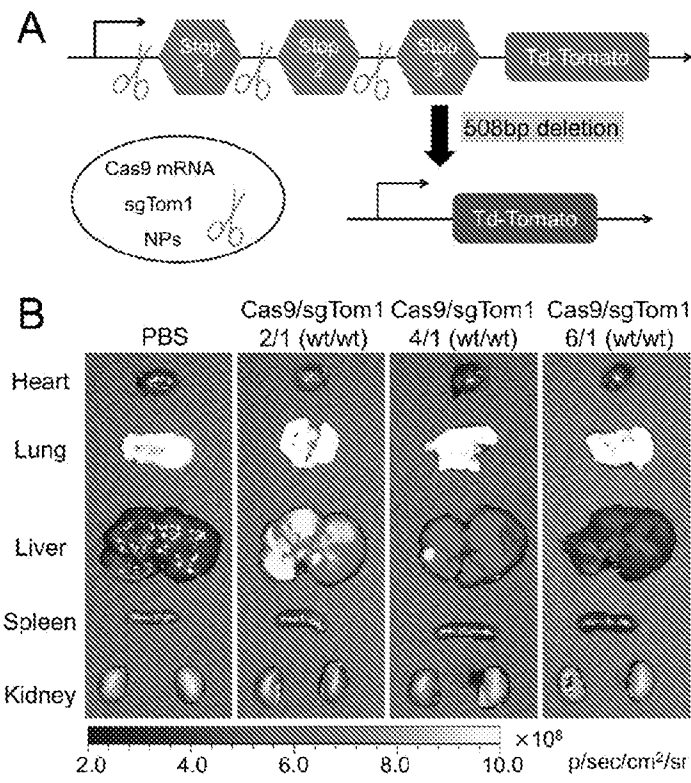 A
Stop 1
Stop 2
Stop 3
Td-Tomato
508bp deletion
Cas9 mRNA
sgTom1
NPs
Td-Tomato
B
PBS
Cas9/sgTom1 2/1 (wt/wt)
Cas9/sgTom1 4/1 (wt/wt)
Cas9/sgTom1 6/1 (wt/wt)
Heart
Lung
Liver
Spleen
Kidney
2.0 4.0 6.0 8.0 10.0
×10⁸
p/sec/cm²/sr